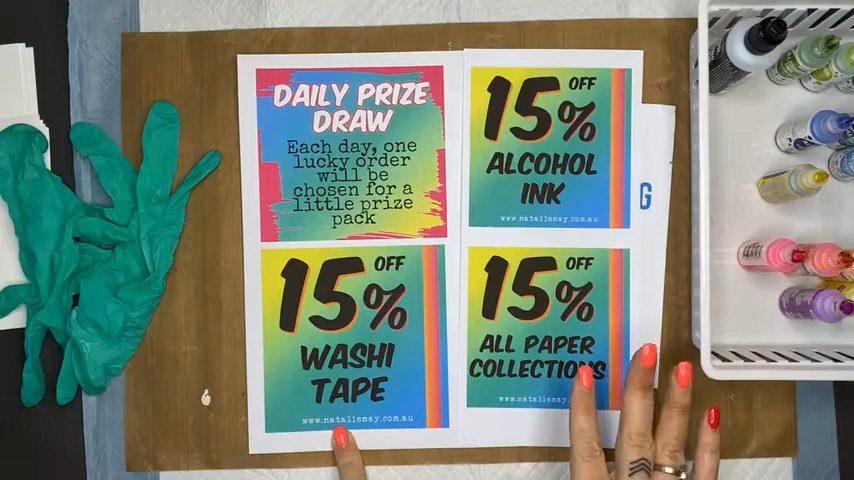 DAILY PRIZE
DRAW
Each day, one
lucky order
will be
chosen for a
little prize
pack
15% OFF
ALCOHOL
INK
www.nataliemay.com.au
15% OFF
WASHI
TAPE
www.nataliemay.com.au
15% OFF
ALL PAPER
COLLECTIONS
www.nataliemay
G